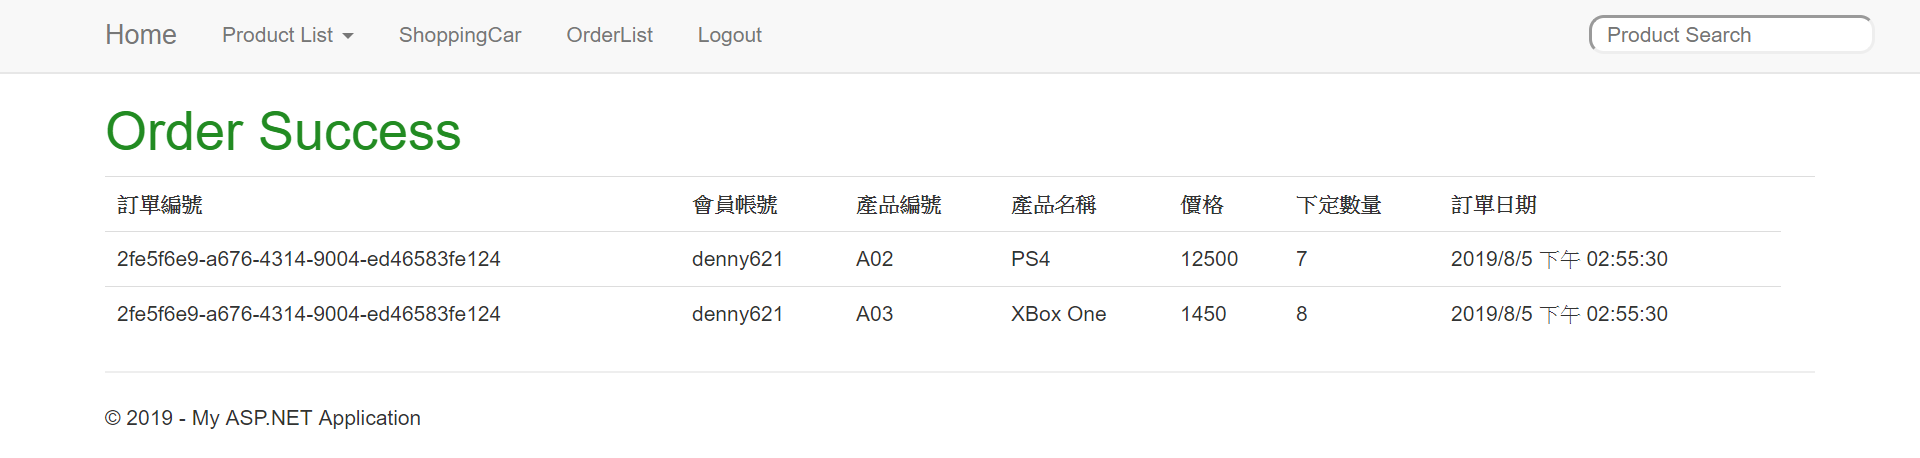 Home Product List ShoppingCar OrderList Logout Product Search
Order Success
訂單編號 會員帳號 產品編號 產品名稱 價格 下定數量 訂單日期
2fe5f6e9-a676-4314-9004-ed46583fe124 denny621 A02 PS4 12500 7 2019/8/5 下午 02:55:30
2fe5f6e9-a676-4314-9004-ed46583fe124 denny621 A03 XBox One 1450 8 2019/8/5 下午 02:55:30
© 2019 - My ASP.NET Application